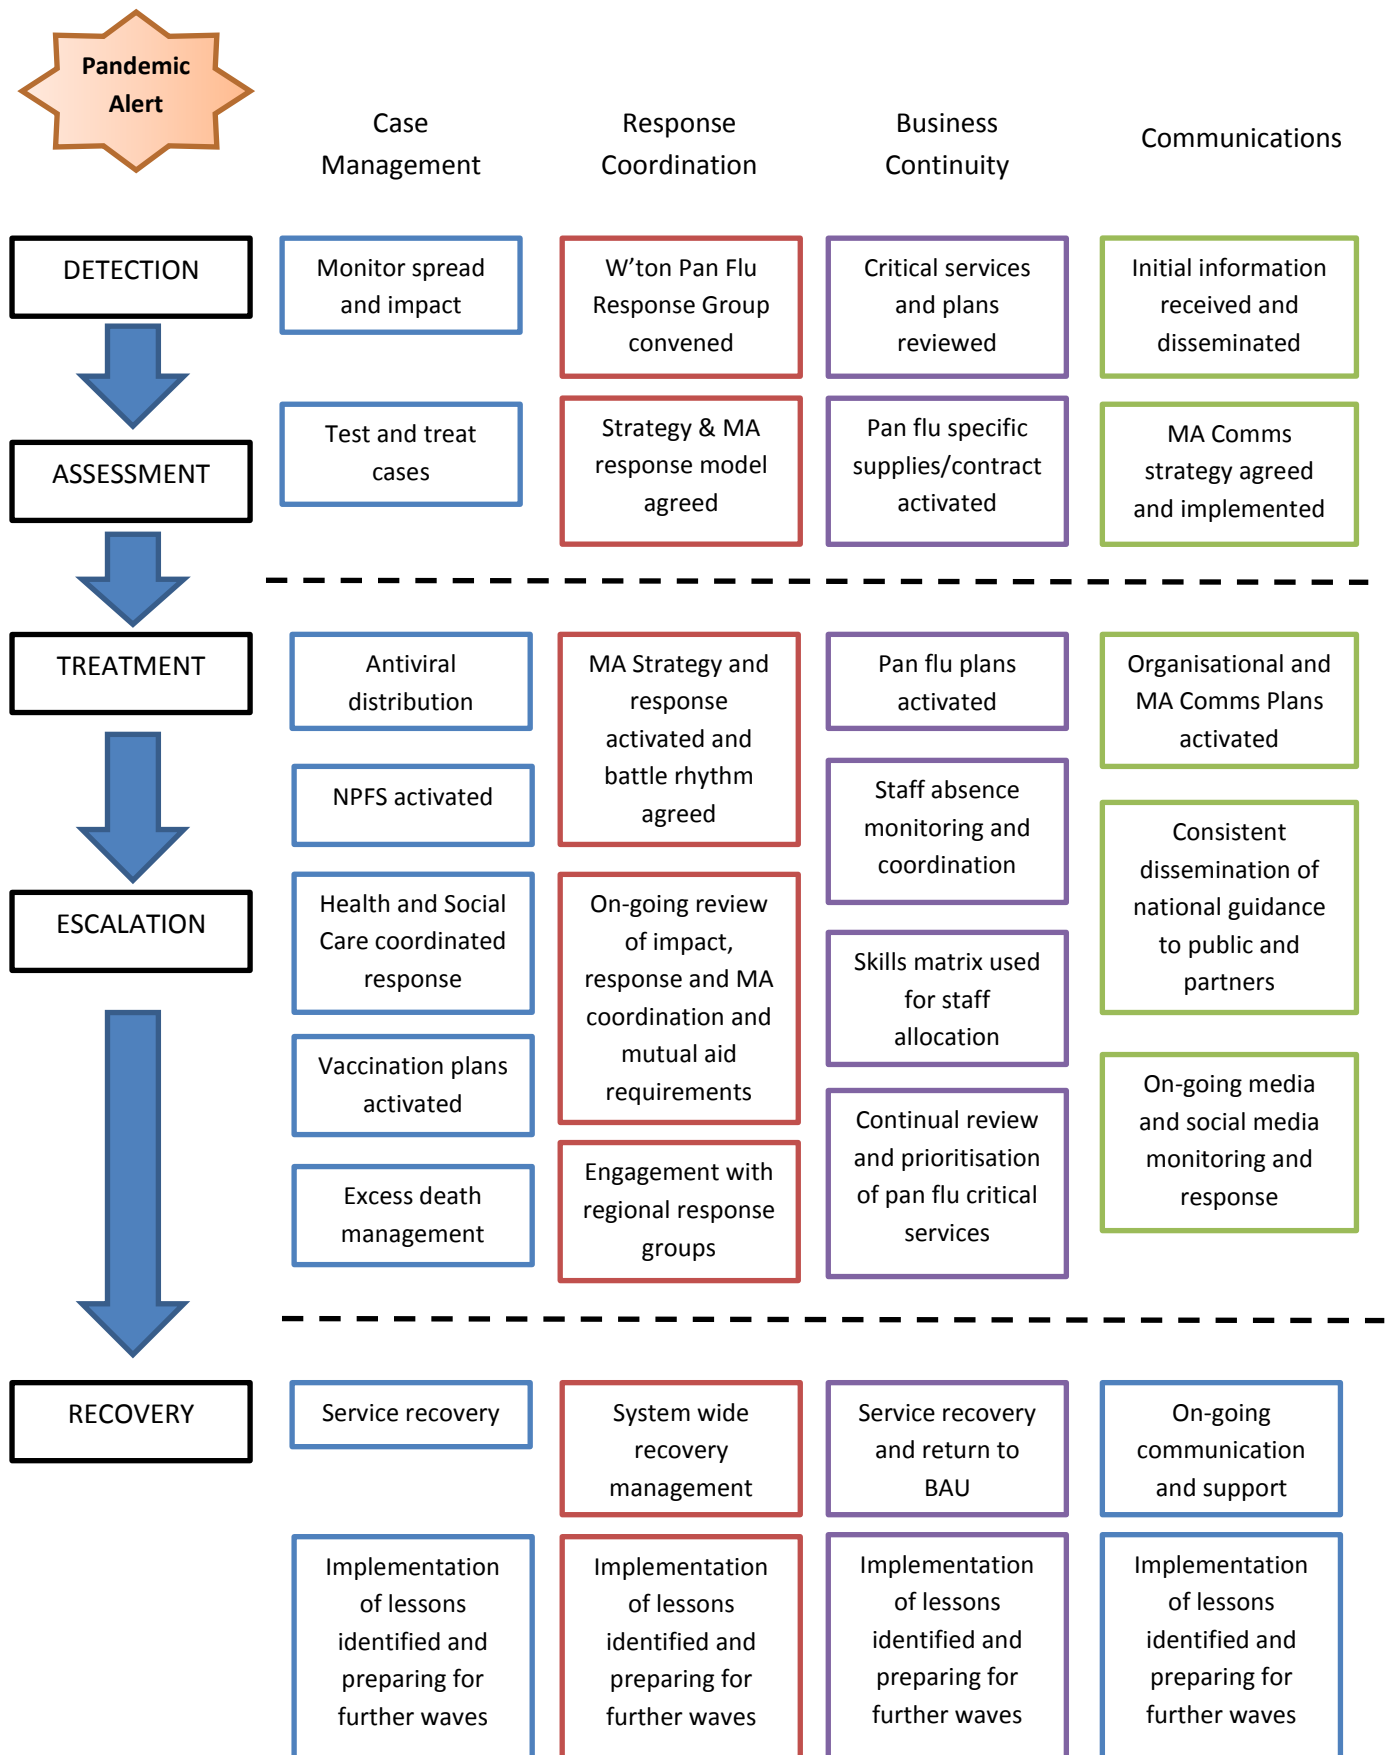 Pandemic
Alert
Case
Management
Response
Coordination
Business
Continuity
Communications
DETECTION
Monitor spread
and impact
W’ton Pan Flu
Response Group
convened
Critical services
and plans
reviewed
Initial information
received and
disseminated
ASSESSMENT
Test and treat
cases
Strategy & MA
response model
agreed
Pan flu specific
supplies/contract
activated
MA Comms
strategy agreed
and implemented
TREATMENT
Antiviral
distribution
MA Strategy and
response
activated and
battle rhythm
agreed
Pan flu plans
activated
Organisational and
MA Comms Plans
activated
NPFS activated
Staff absence
monitoring and
coordination
Consistent
dissemination of
national guidance
to public and
partners
ESCALATION
Health and Social
Care coordinated
response
On-going review
of impact,
response and MA
coordination and
mutual aid
requirements
Skills matrix used
for staff
allocation
Vaccination plans
activated
On-going media
and social media
monitoring and
response
Continual review
and prioritisation
of pan flu critical
services
Excess death
management
Engagement with
regional response
groups
RECOVERY
Service recovery
System wide
recovery
management
Service recovery
and return to
BAU
On-going
communication
and support
Implementation
of lessons
identified and
preparing for
further waves
Implementation
of lessons
identified and
preparing for
further waves
Implementation
of lessons
identified and
preparing for
further waves
Implementation
of lessons
identified and
preparing for
further waves